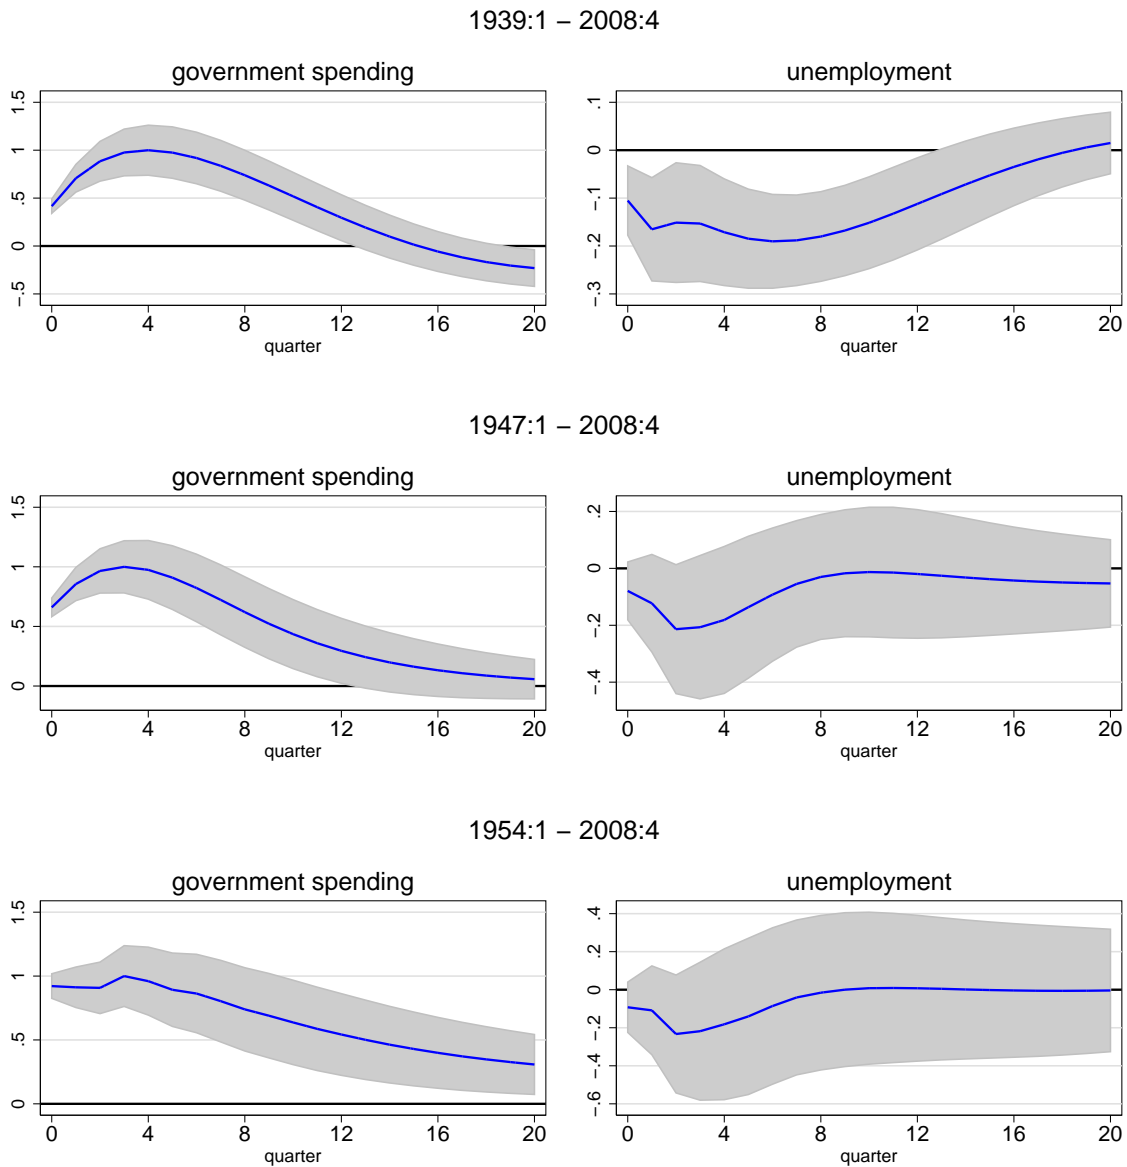 1939:1 – 2008:4
government spending
unemployment
1.5
1
.5
0
−.5
0 4 8 12 16 20
quarter
.1
0
−.1
−.2
−.3
0 4 8 12 16 20
quarter
1947:1 – 2008:4
government spending
unemployment
1.5
1
.5
0
0 4 8 12 16 20
quarter
.2
0
−.2
−.4
0 4 8 12 16 20
quarter
1954:1 – 2008:4
government spending
unemployment
1.5
1
.5
0
0 4 8 12 16 20
quarter
.4
.2
0
−.2
−.4
−.6
0 4 8 12 16 20
quarter